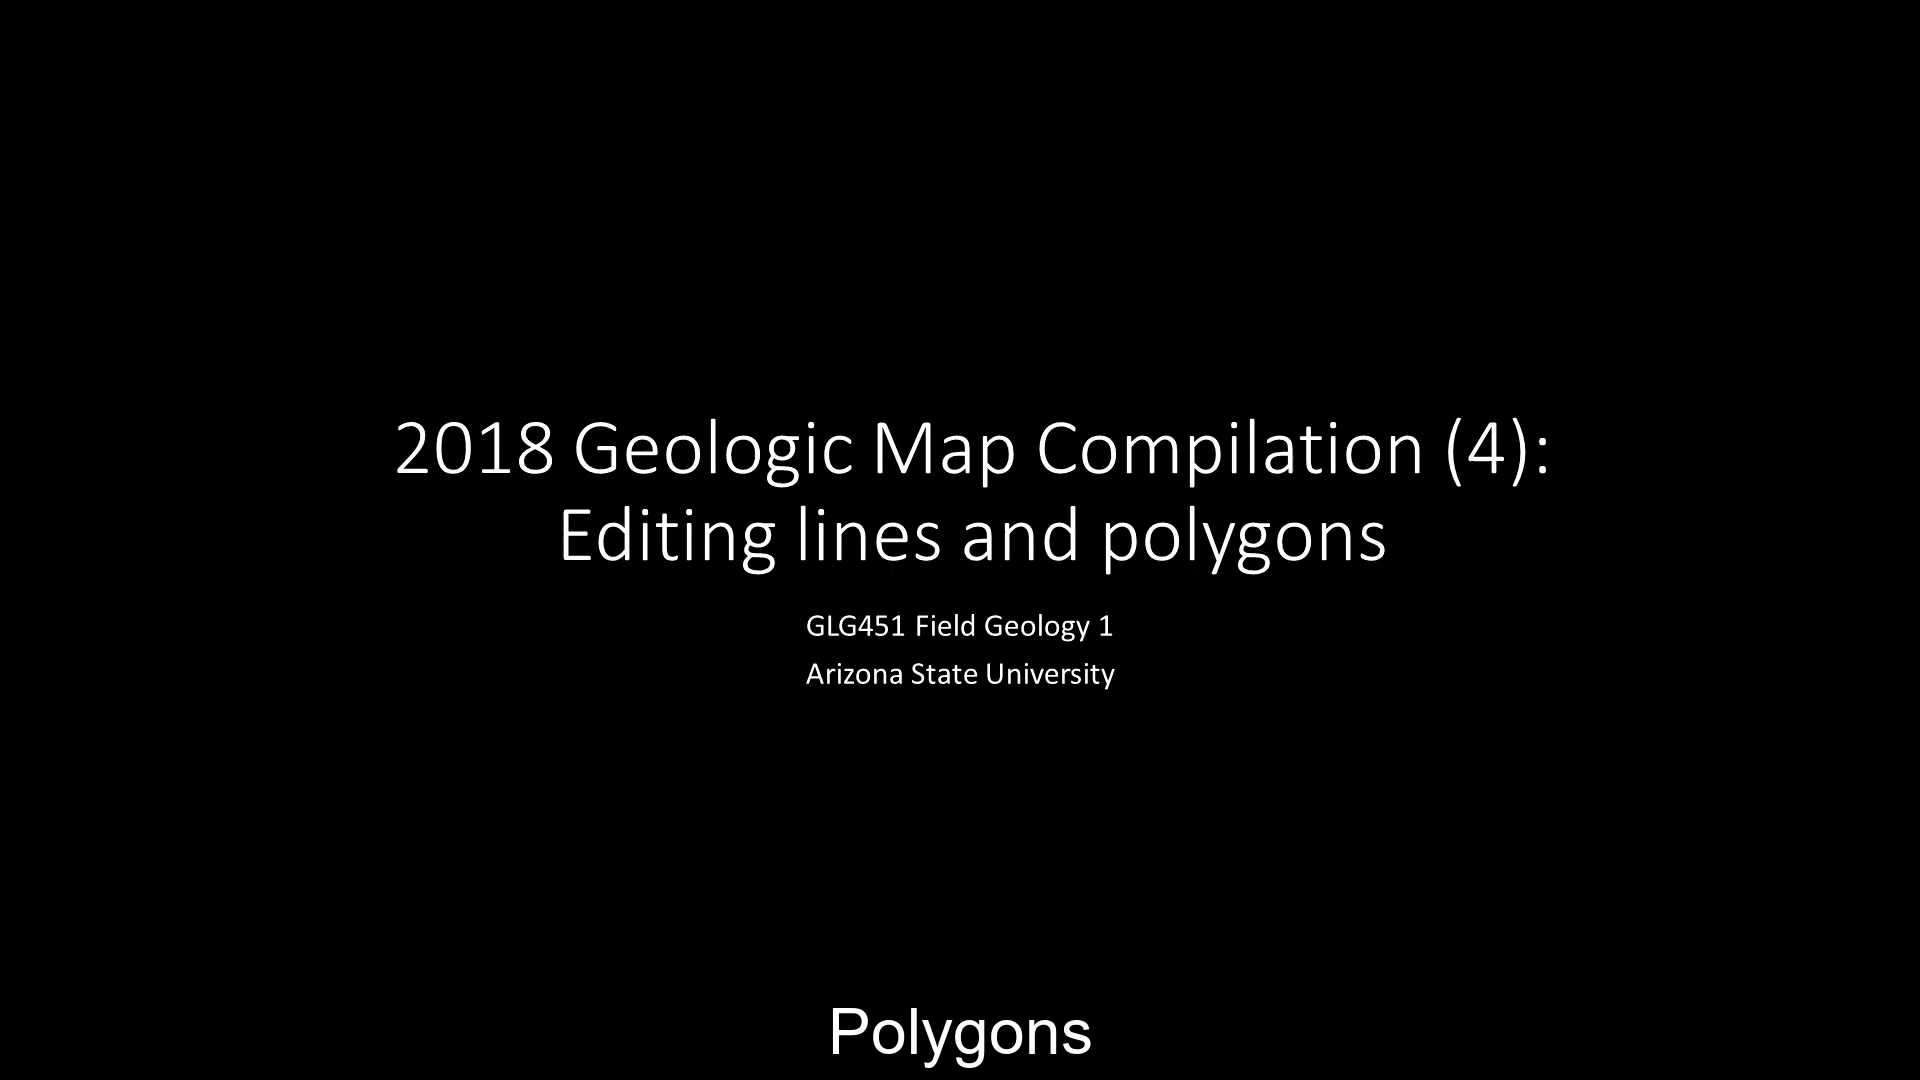 2018 Geologic Map Compilation (4):
Editing lines and polygons
GLG451 Field Geology 1
Arizona State University
Polygons